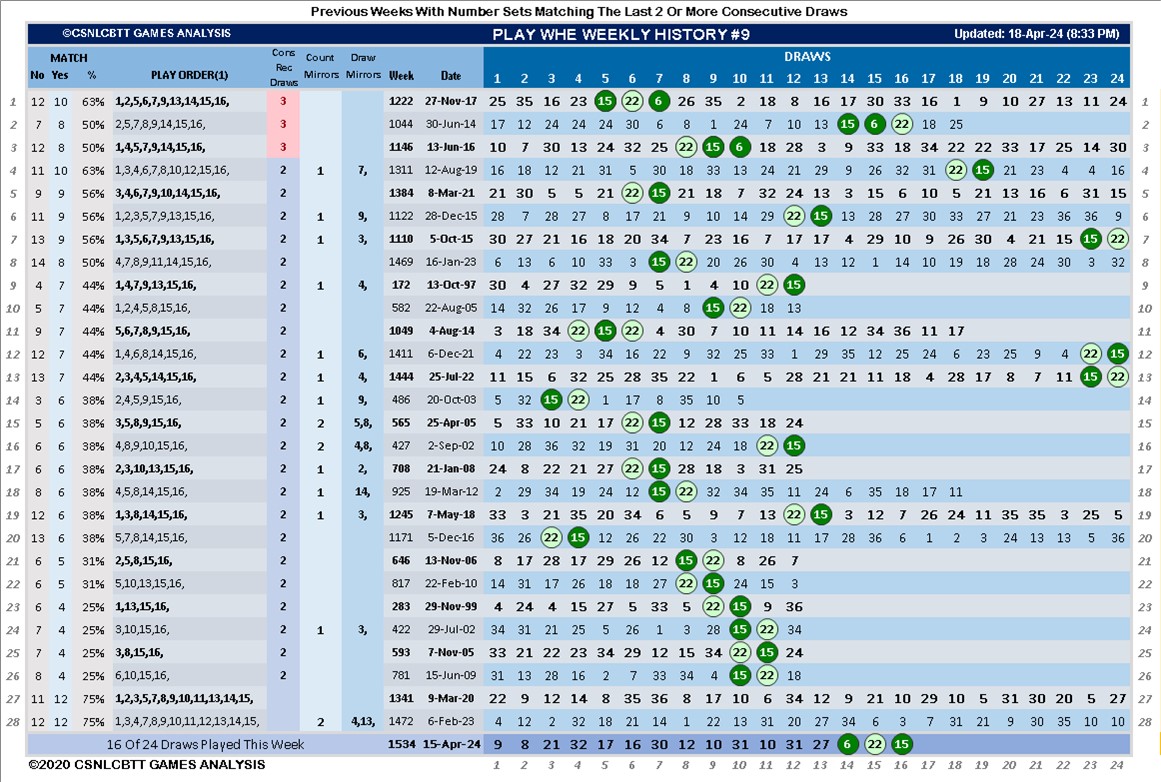 Previous Weeks With Number Sets Matching The Last 2 Or More Consecutive Draws
©CSNLCBTT GAMES ANALYSIS PLAY WHE WEEKLY HISTORY #9 Updated: 18-Apr-24 (8:33 PM)
MATCH Cons Count Draw DRAWS
No Yes % PLAY ORDER(1) Rec Draws Mirrors Mirrors Week Date 1 2 3 4 5 6 7 8 9 10 11 12 13 14 15 16 17 18 19 20 21 22 23 24
1 12 10 63% 1,2,5,6,7,9,13,14,15,16, 3 1222 27-Nov-17 25 35 16 23 15 22 6 26 35 2 18 8 16 17 30 33 16 1 9 10 27 13 11 24 1
2 7 8 50% 2,5,7,8,9,14,15,16, 3 1044 30-Jun-14 17 12 24 24 24 30 6 8 1 24 7 10 13 15 6 22 18 25 2
3 12 8 50% 1,4,5,7,9,14,15,16, 3 1146 13-Jun-16 10 7 30 13 24 32 25 22 15 6 18 28 3 9 33 18 34 22 22 33 17 25 14 30 3
4 11 10 63% 1,3,4,6,7,8,10,12,15,16, 2 1 7, 1311 12-Aug-19 16 18 12 21 31 5 30 18 33 13 24 21 29 9 26 32 31 22 15 21 23 4 4 16 4
5 9 9 56% 3,4,6,7,9,10,14,15,16, 2 1384 8-Mar-21 21 30 5 5 21 22 15 21 18 7 32 24 13 3 15 6 10 5 21 13 16 6 31 15 5
6 11 9 56% 1,2,3,5,7,9,13,15,16, 2 1 9, 1122 28-Dec-15 28 7 28 27 8 17 21 9 10 14 29 22 15 13 28 27 30 33 27 21 23 36 36 9 6
7 13 9 56% 1,3,5,6,7,9,13,15,16, 2 1 3, 1110 5-Oct-15 30 27 21 16 18 20 34 7 23 16 7 17 17 4 29 10 9 26 30 4 21 15 15 22 7
8 14 8 50% 4,7,8,9,11,14,15,16, 2 1469 16-Jan-23 6 13 6 10 33 3 15 22 20 26 30 4 13 12 1 14 10 19 18 28 24 30 3 32 8
9 4 7 44% 1,4,7,9,13,15,16, 2 1 4, 172 13-Oct-97 30 4 27 32 29 9 5 1 4 10 22 15 9
10 5 7 44% 1,2,4,5,8,15,16, 2 582 22-Aug-05 14 32 26 17 9 12 4 8 15 22 18 13 10
11 9 7 44% 5,6,7,8,9,15,16, 2 1049 4-Aug-14 3 18 34 22 15 22 4 30 7 10 11 14 16 12 34 36 11 17 11
12 12 7 44% 1,4,6,8,14,15,16, 2 1 6, 1411 6-Dec-21 4 22 23 3 34 16 22 9 32 25 33 1 29 35 12 25 24 6 23 25 9 4 22 15 12
13 13 7 44% 2,3,4,5,14,15,16, 2 1 4, 1444 25-Jul-22 11 15 6 32 25 28 35 22 1 6 5 28 21 21 11 18 4 28 17 8 7 11 15 22 13
14 3 6 38% 2,4,5,9,15,16, 2 1 9, 486 20-Oct-03 5 32 15 22 1 17 8 35 10 5 14
15 5 6 38% 3,5,8,9,15,16, 2 2 5,8, 565 25-Apr-05 5 33 10 21 17 22 15 12 28 33 18 24 15
16 6 6 38% 4,8,9,10,15,16, 2 2 4,8, 427 2-Sep-02 10 28 36 32 19 31 20 12 24 18 22 15 16
17 6 6 38% 2,3,10,13,15,16, 2 1 2, 708 21-Jan-08 24 8 22 21 27 22 15 28 18 3 31 25 17
18 8 6 38% 4,5,8,14,15,16, 2 1 14, 925 19-Mar-12 2 29 34 19 24 12 15 22 32 34 35 11 24 6 35 18 17 11 18
19 12 6 38% 1,3,8,14,15,16, 2 1 3, 1245 7-May-18 33 3 21 35 20 34 6 5 9 7 13 22 15 3 12 7 26 24 11 35 35 3 25 5 19
20 13 6 38% 5,7,8,14,15,16, 2 1171 5-Dec-16 36 26 22 15 12 26 22 30 3 12 18 11 17 28 36 6 1 2 3 24 13 13 5 36 20
21 6 5 31% 2,5,8,15,16, 2 646 13-Nov-06 8 17 28 17 29 26 12 15 22 8 26 7 21
22 6 5 31% 5,10,13,15,16, 2 817 22-Feb-10 14 31 17 26 18 18 27 22 15 24 15 3 22
23 6 4 25% 1,13,15,16, 2 283 29-Nov-99 4 24 4 15 27 5 33 5 22 15 9 36 23
24 7 4 25% 3,10,15,16, 2 1 3, 422 29-Jul-02 34 31 21 25 5 26 1 3 28 15 22 34 24
25 7 4 25% 3,8,15,16, 2 593 7-Nov-05 33 21 22 23 34 29 12 15 34 22 15 24 25
26 8 4 25% 6,10,15,16, 2 781 15-Jun-09 31 13 28 16 2 7 33 34 4 15 22 18 26
27 11 12 75% 1,2,3,5,7,8,9,10,11,13,14,15, 1341 9-Mar-20 22 9 12 14 8 35 36 8 17 10 6 34 12 9 21 16 29 10 5 31 30 20 5 27 27
28 12 12 75% 1,3,4,7,8,9,10,11,12,13,14,15, 2 4,13, 1472 6-Feb-23 4 12 2 32 18 21 14 1 22 13 31 20 27 34 6 3 7 31 21 9 30 35 10 10 28
16 Of 24 Draws Played This Week 1534 15-Apr-24 9 8 21 32 17 16 30 12 10 31 10 31 27 6 22 15
©2020 CSNLCBTT GAMES ANALYSIS 1 2 3 4 5 6 7 8 9 10 11 12 13 14 15 16 17 18 19 20 21 22 23 24